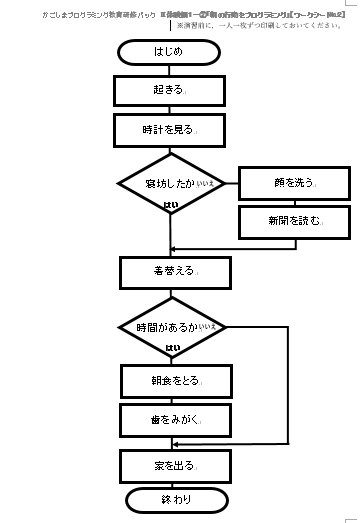 かごしまプログラミング教育研修パック
※演習前に，一人一枚ずつ印刷しておいてください。
はじめ
起きる
時計を見る
寝坊したか
いいえ
顔を洗う
はい
新聞を読む
着替える
時間があるか
いいえ
はい
朝食をとる
歯をみがく
家を出る
終わり